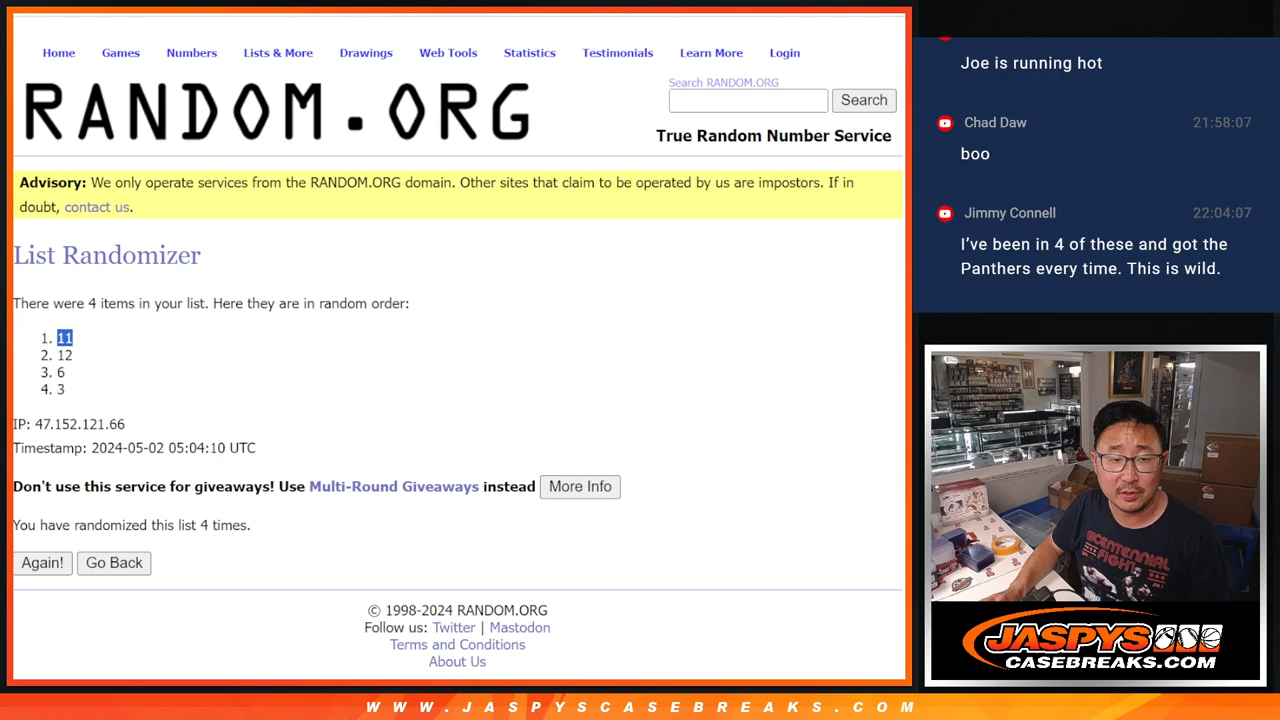 Home Games Numbers Lists & More Drawings Web Tools Statistics Testimonials Learn More Login
RANDOM.ORG
Search RANDOM.ORG
Search
True Random Number Service
Advisory: We only operate services from the RANDOM.ORG domain. Other sites that claim to be operated by us are impostors. If in
doubt, contact us.
List Randomizer
There were 4 items in your list. Here they are in random order:
1. 11
2. 12
3. 6
4. 3
IP: 47.152.121.66
Timestamp: 2024-05-02 05:04:10 UTC
Don't use this service for giveaways! Use Multi-Round Giveaways instead More Info
You have randomized this list 4 times.
Again! Go Back
© 1998-2024 RANDOM.ORG
Follow us: Twitter | Mastodon
Terms and Conditions
About Us
Joe is running hot
Chad Daw 21:58:07
boo
Jimmy Connell 22:04:07
I've been in 4 of these and got the
Panthers every time. This is wild.
BICENTENNIAL
FIGHT
JASPYS
CASEBREAKS.COM
WWW.JASPYSCASEBREAKS.COM